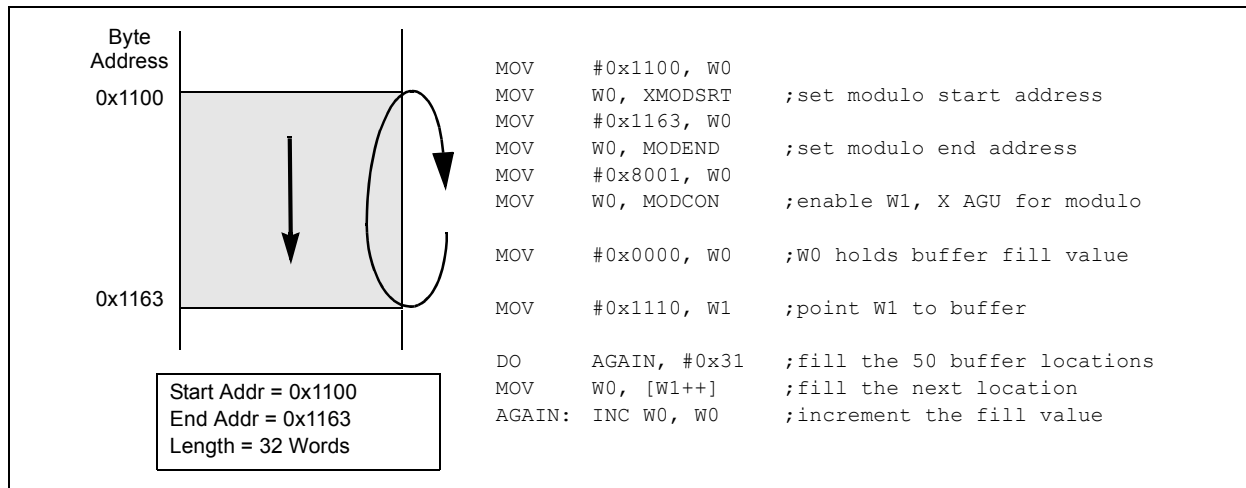 Byte
Address
0x1100
0x1163
Start Addr = 0x1100
End Addr = 0x1163
Length = 32 Words
MOV #0x1100, W0
MOV W0, XMODSRT ;set modulo start address
MOV #0x1163, W0
MOV W0, MODEND ;set modulo end address
MOV #0x8001, W0
MOV W0, MODCON ;enable W1, X AGU for modulo
MOV #0x0000, W0 ;W0 holds buffer fill value
MOV #0x1110, W1 ;point W1 to buffer
DO AGAIN, #0x31 ;fill the 50 buffer locations
MOV W0, [W1++] ;fill the next location
AGAIN: INC W0, W0 ;increment the fill value